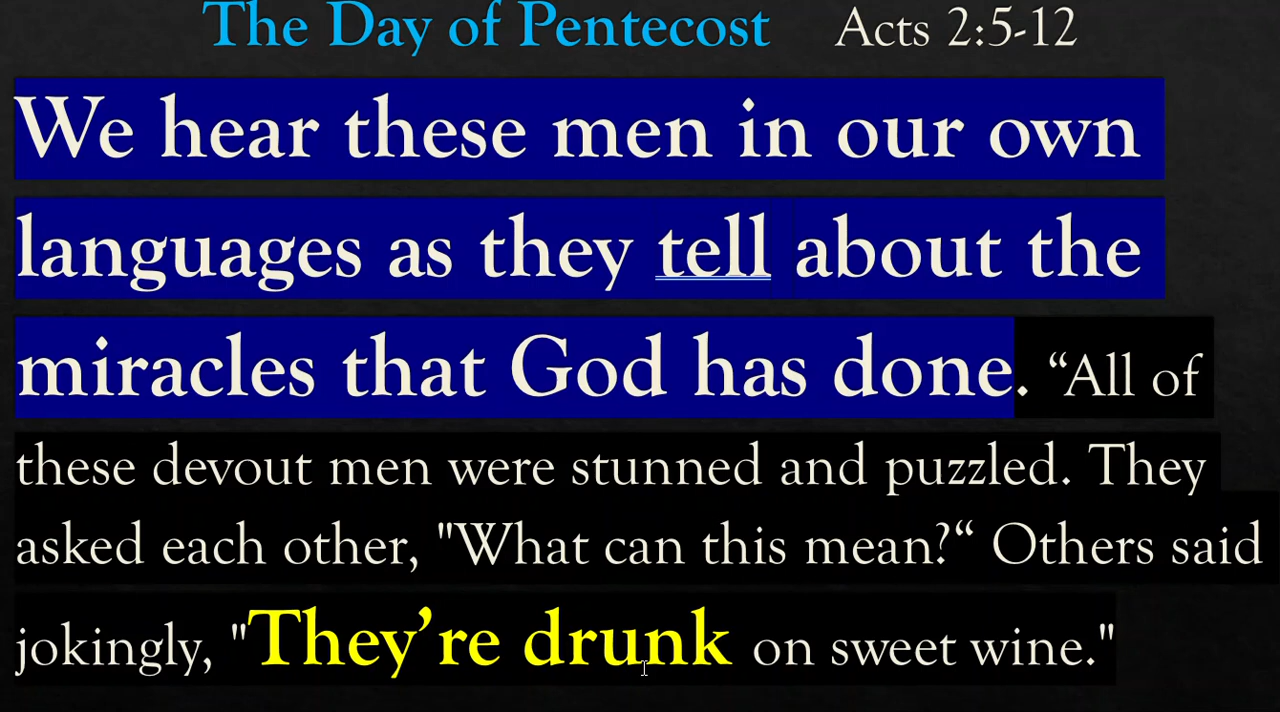 The Day of Pentecost Acts 2:5-12
We hear these men in our own
languages as they tell about the
miracles that God has done. “All of
these devout men were stunned and puzzled. They
asked each other, "What can this mean?“ Others said
jokingly, "They’re drunk on sweet wine."